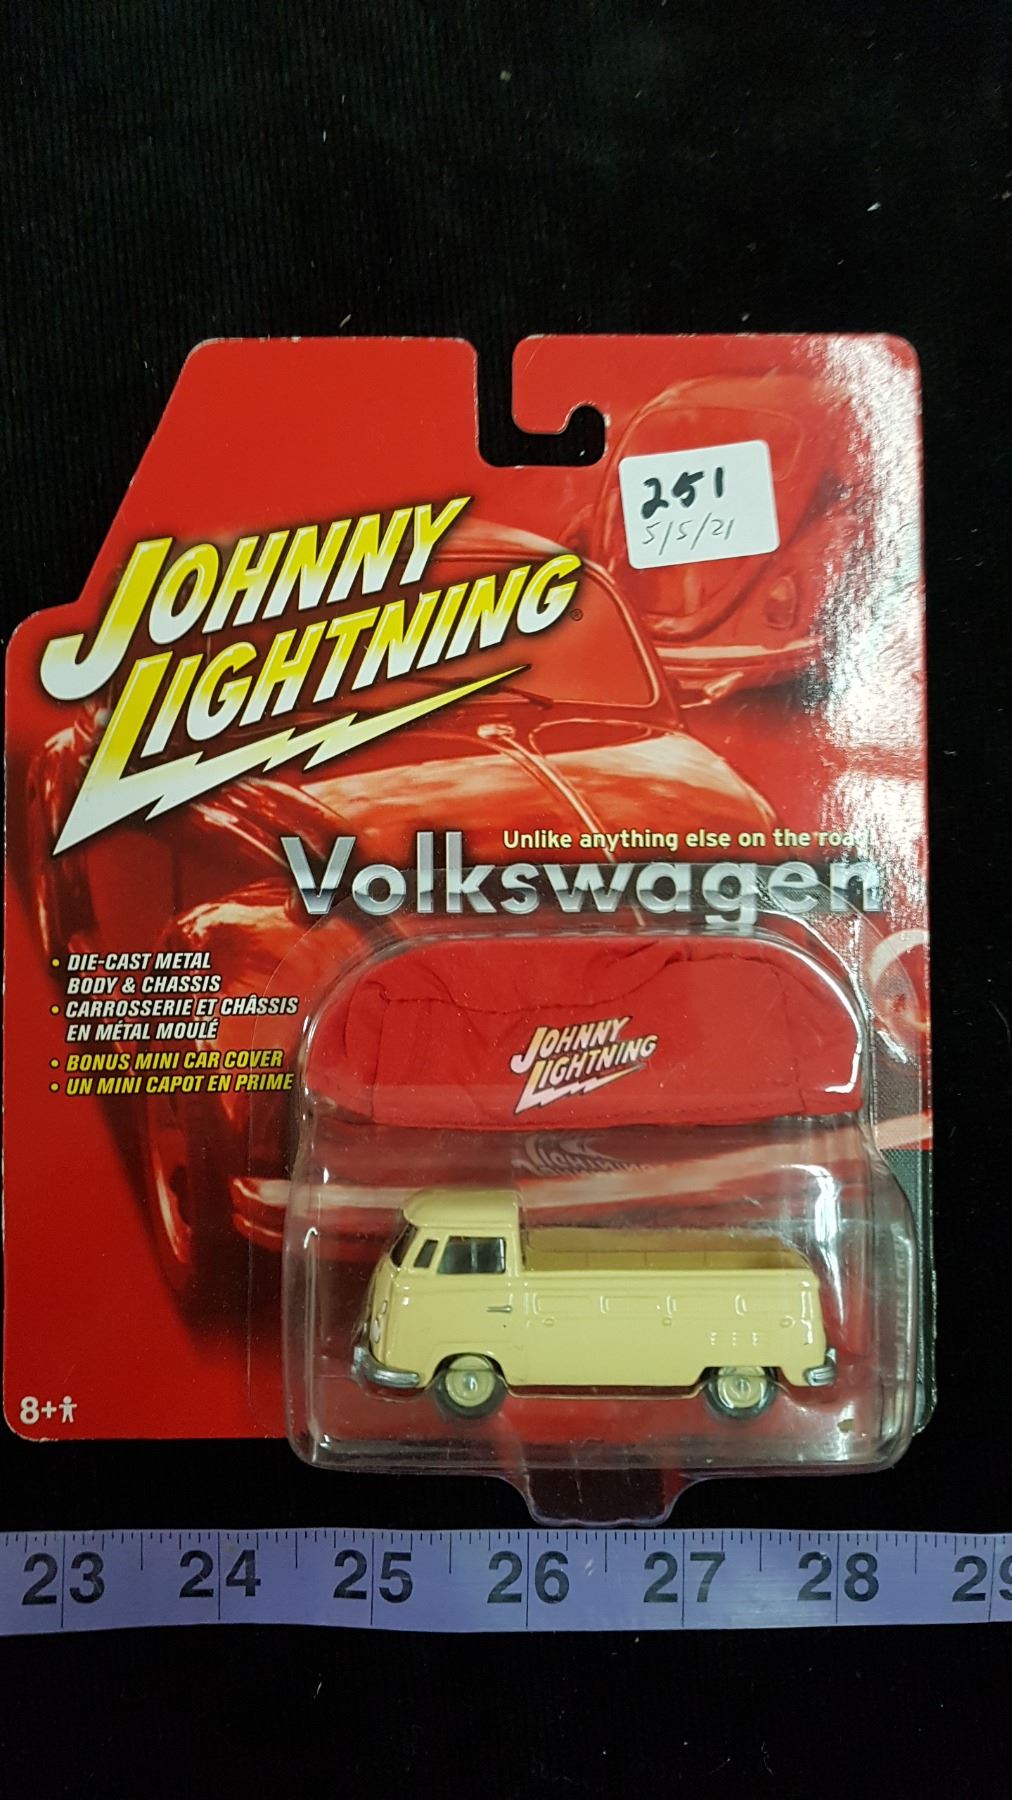 251
5/5/21
JOHNNY
LIGHTNING®
Unlike anything else on the road
Volkswagen
• DIE-CAST METAL
BODY & CHASSIS
• CARROSSERIE ET CHÂSSIS
EN MÉTAL MOULÉ
• BONUS MINI CAR COVER
• UN MINI CAPOT EN PRIME
JOHNNY
LIGHTNING
8+
23 24 25 26 27 28 29